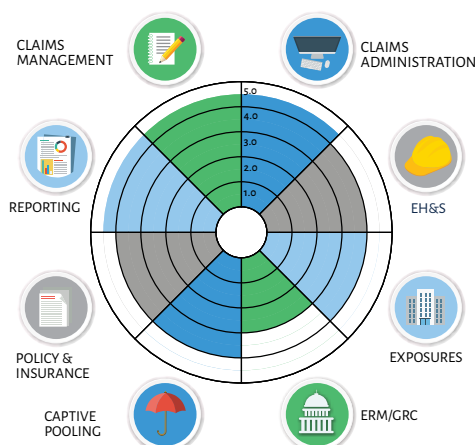 CLAIMS
MANAGEMENT
CLAIMS
ADMINISTRATION
5.0
4.0
3.0
2.0
1.0
REPORTING
EH&S
POLICY &
INSURANCE
EXPOSURES
CAPTIVE
POOLING
ERM/GRC